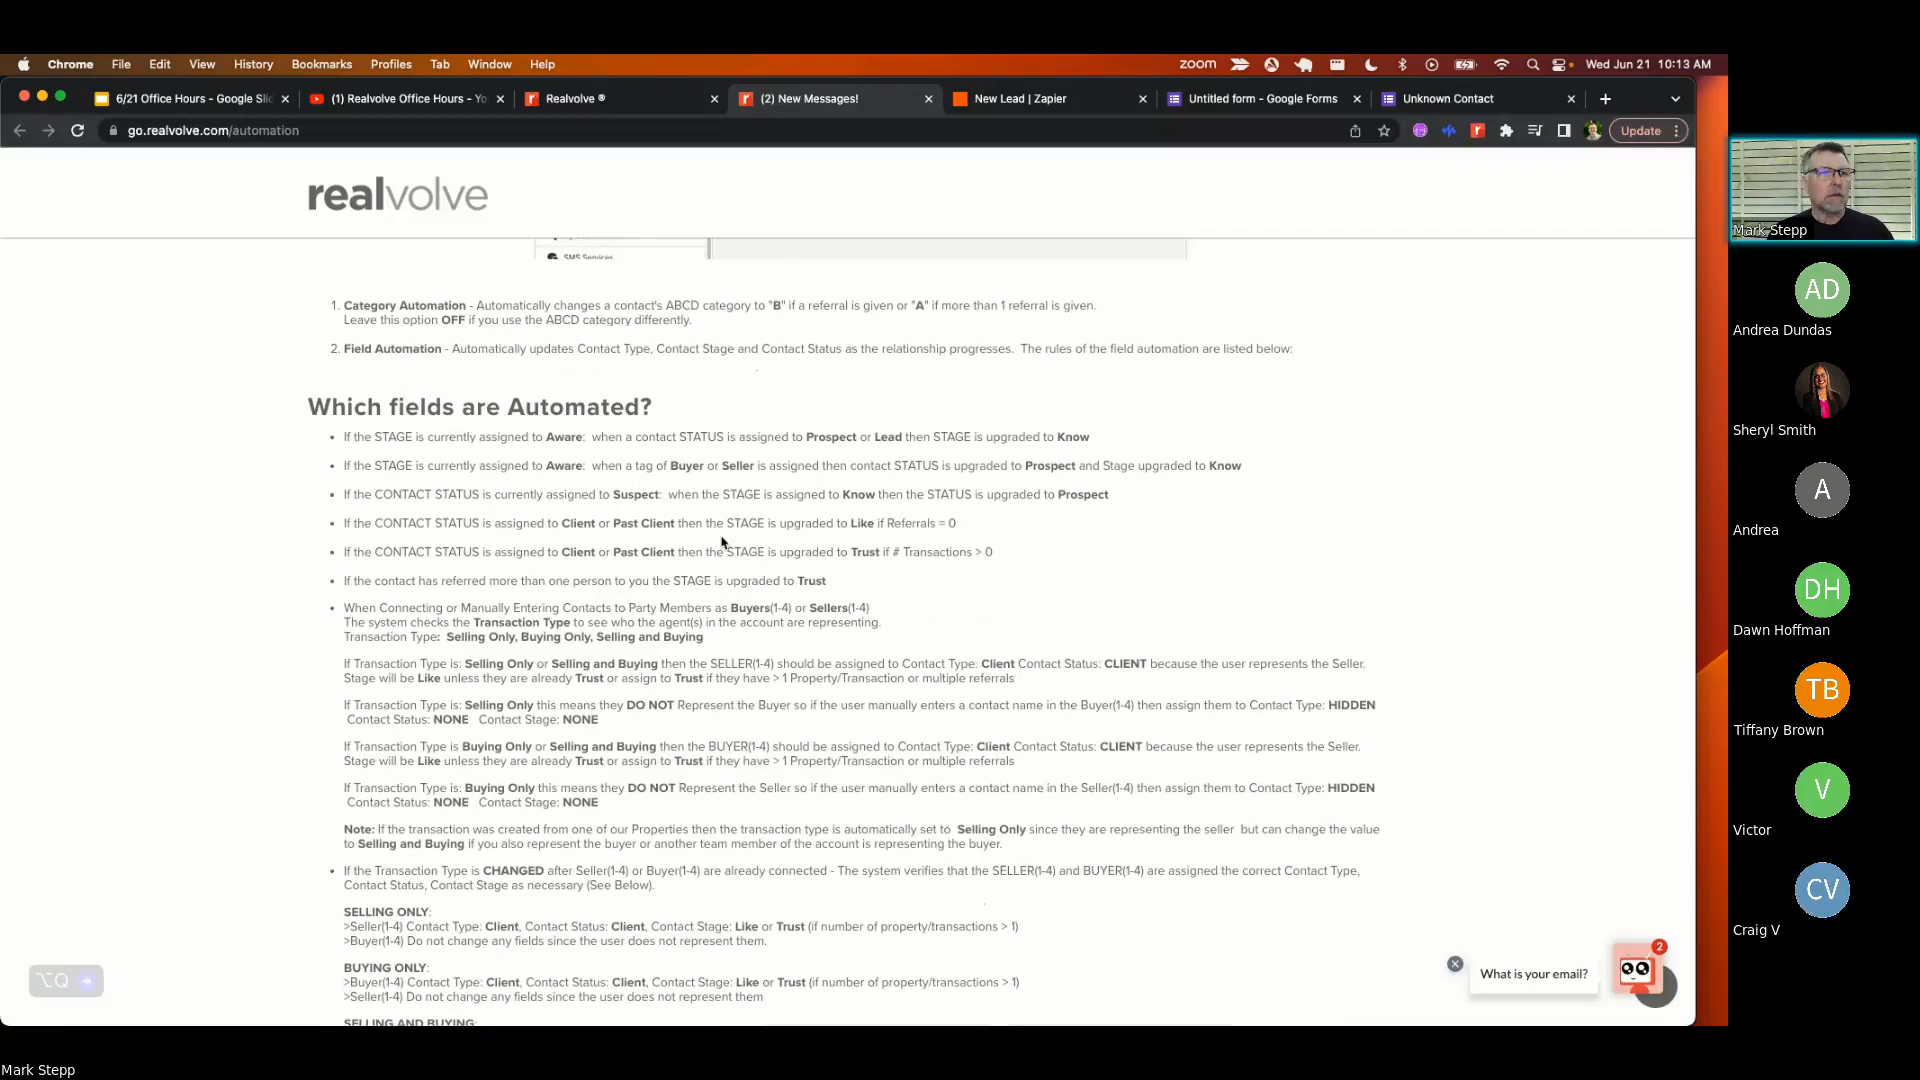 Chrome File Edit View History Bookmarks Profiles Tab Window Help zoom Wed Jun 21 10:13 AM
6/21 Office Hours - Google Slic (1) Realvolve Office Hours - Yo Realvolve ® (2) New Messages! New Lead | Zapier Untitled form - Google Forms Unknown Contact
go.realvolve.com/automation Update
realvolve
SMS Services
1. Category Automation - Automatically changes a contact's ABCD category to "B" if a referral is given or "A" if more than 1 referral is given.
Leave this option OFF if you use the ABCD category differently.
2. Field Automation - Automatically updates Contact Type, Contact Stage and Contact Status as the relationship progresses. The rules of the field automation are listed below:
Which fields are Automated?
• If the STAGE is currently assigned to Aware: when a contact STATUS is assigned to Prospect or Lead then STAGE is upgraded to Know
• If the STAGE is currently assigned to Aware: when a tag of Buyer or Seller is assigned then contact STATUS is upgraded to Prospect and Stage upgraded to Know
• If the CONTACT STATUS is currently assigned to Suspect: when the STAGE is assigned to Know then the STATUS is upgraded to Prospect
• If the CONTACT STATUS is assigned to Client or Past Client then the STAGE is upgraded to Like if Referrals = 0
• If the CONTACT STATUS is assigned to Client or Past Client then the STAGE is upgraded to Trust if # Transactions > 0
• If the contact has referred more than one person to you the STAGE is upgraded to Trust
• When Connecting or Manually Entering Contacts to Party Members as Buyers(1-4) or Sellers(1-4)
The system checks the Transaction Type to see who the agent(s) in the account are representing.
Transaction Type: Selling Only, Buying Only, Selling and Buying
If Transaction Type is: Selling Only or Selling and Buying then the SELLER(1-4) should be assigned to Contact Type: Client Contact Status: CLIENT because the user represents the Seller.
Stage will be Like unless they are already Trust or assign to Trust if they have > 1 Property/Transaction or multiple referrals
If Transaction Type is: Selling Only this means they DO NOT Represent the Buyer so if the user manually enters a contact name in the Buyer(1-4) then assign them to Contact Type: HIDDEN
Contact Status: NONE Contact Stage: NONE
If Transaction Type is Buying Only or Selling and Buying then the BUYER(1-4) should be assigned to Contact Type: Client Contact Status: CLIENT because the user represents the Seller.
Stage will be Like unless they are already Trust or assign to Trust if they have > 1 Property/Transaction or multiple referrals
If Transaction Type is: Buying Only this means they DO NOT Represent the Seller so if the user manually enters a contact name in the Seller(1-4) then assign them to Contact Type: HIDDEN
Contact Status: NONE Contact Stage: NONE
Note: If the transaction was created from one of our Properties then the transaction type is automatically set to Selling Only since they are representing the seller but can change the value
to Selling and Buying if you also represent the buyer or another team member of the account is representing the buyer.
• If the Transaction Type is CHANGED after Seller(1-4) or Buyer(1-4) are already connected - The system verifies that the SELLER(1-4) and BUYER(1-4) are assigned the correct Contact Type,
Contact Status, Contact Stage as necessary (See Below).
SELLING ONLY:
>Seller(1-4) Contact Type: Client, Contact Status: Client, Contact Stage: Like or Trust (if number of property/transactions > 1)
>Buyer(1-4) Do not change any fields since the user does not represent them.
BUYING ONLY:
>Buyer(1-4) Contact Type: Client, Contact Status: Client, Contact Stage: Like or Trust (if number of property/transactions > 1)
>Seller(1-4) Do not change any fields since the user does not represent them
SELLING AND BUYING:
⌥Q
What is your email?
2
Mark Stepp
AD
Andrea Dundas
Sheryl Smith
A
Andrea
DH
Dawn Hoffman
TB
Tiffany Brown
V
Victor
CV
Craig V
Mark Stepp